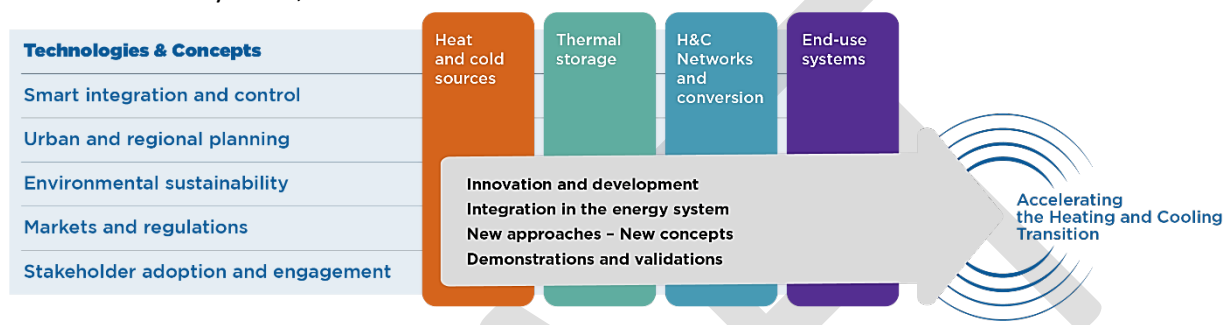 Technologies & Concepts
Smart integration and control
Urban and regional planning
Environmental sustainability
Markets and regulations
Stakeholder adoption and engagement
Heat
and cold
sources
Thermal
storage
H&C
Networks
and
conversion
End-use
systems
Innovation and development
Integration in the energy system
New approaches – New concepts
Demonstrations and validations
Accelerating
the Heating and Cooling
Transition